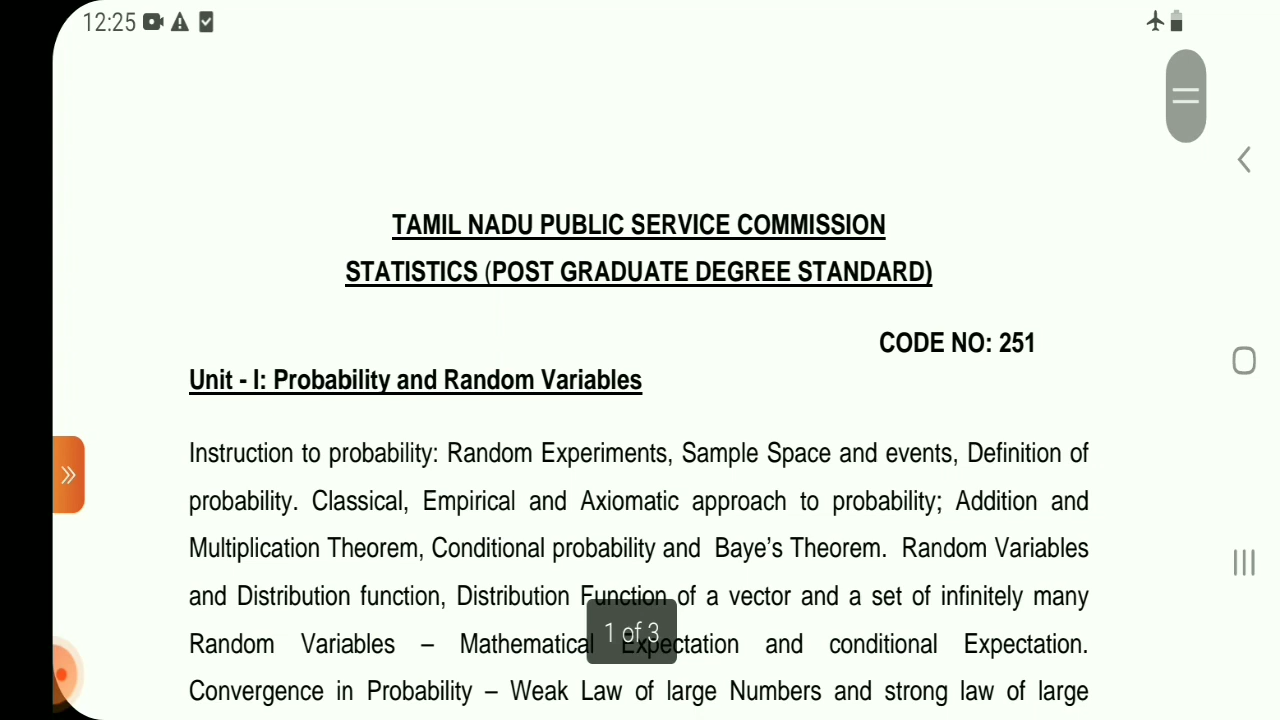 12:25
TAMIL NADU PUBLIC SERVICE COMMISSION
STATISTICS (POST GRADUATE DEGREE STANDARD)
CODE NO: 251
Unit - I: Probability and Random Variables
Instruction to probability: Random Experiments, Sample Space and events, Definition of
probability. Classical, Empirical and Axiomatic approach to probability; Addition and
Multiplication Theorem, Conditional probability and Baye's Theorem. Random Variables
and Distribution function, Distribution Function of a vector and a set of infinitely many
1 of 3
Random Variables – Mathematical Expectation and conditional Expectation.
Convergence in Probability – Weak Law of large Numbers and strong law of large